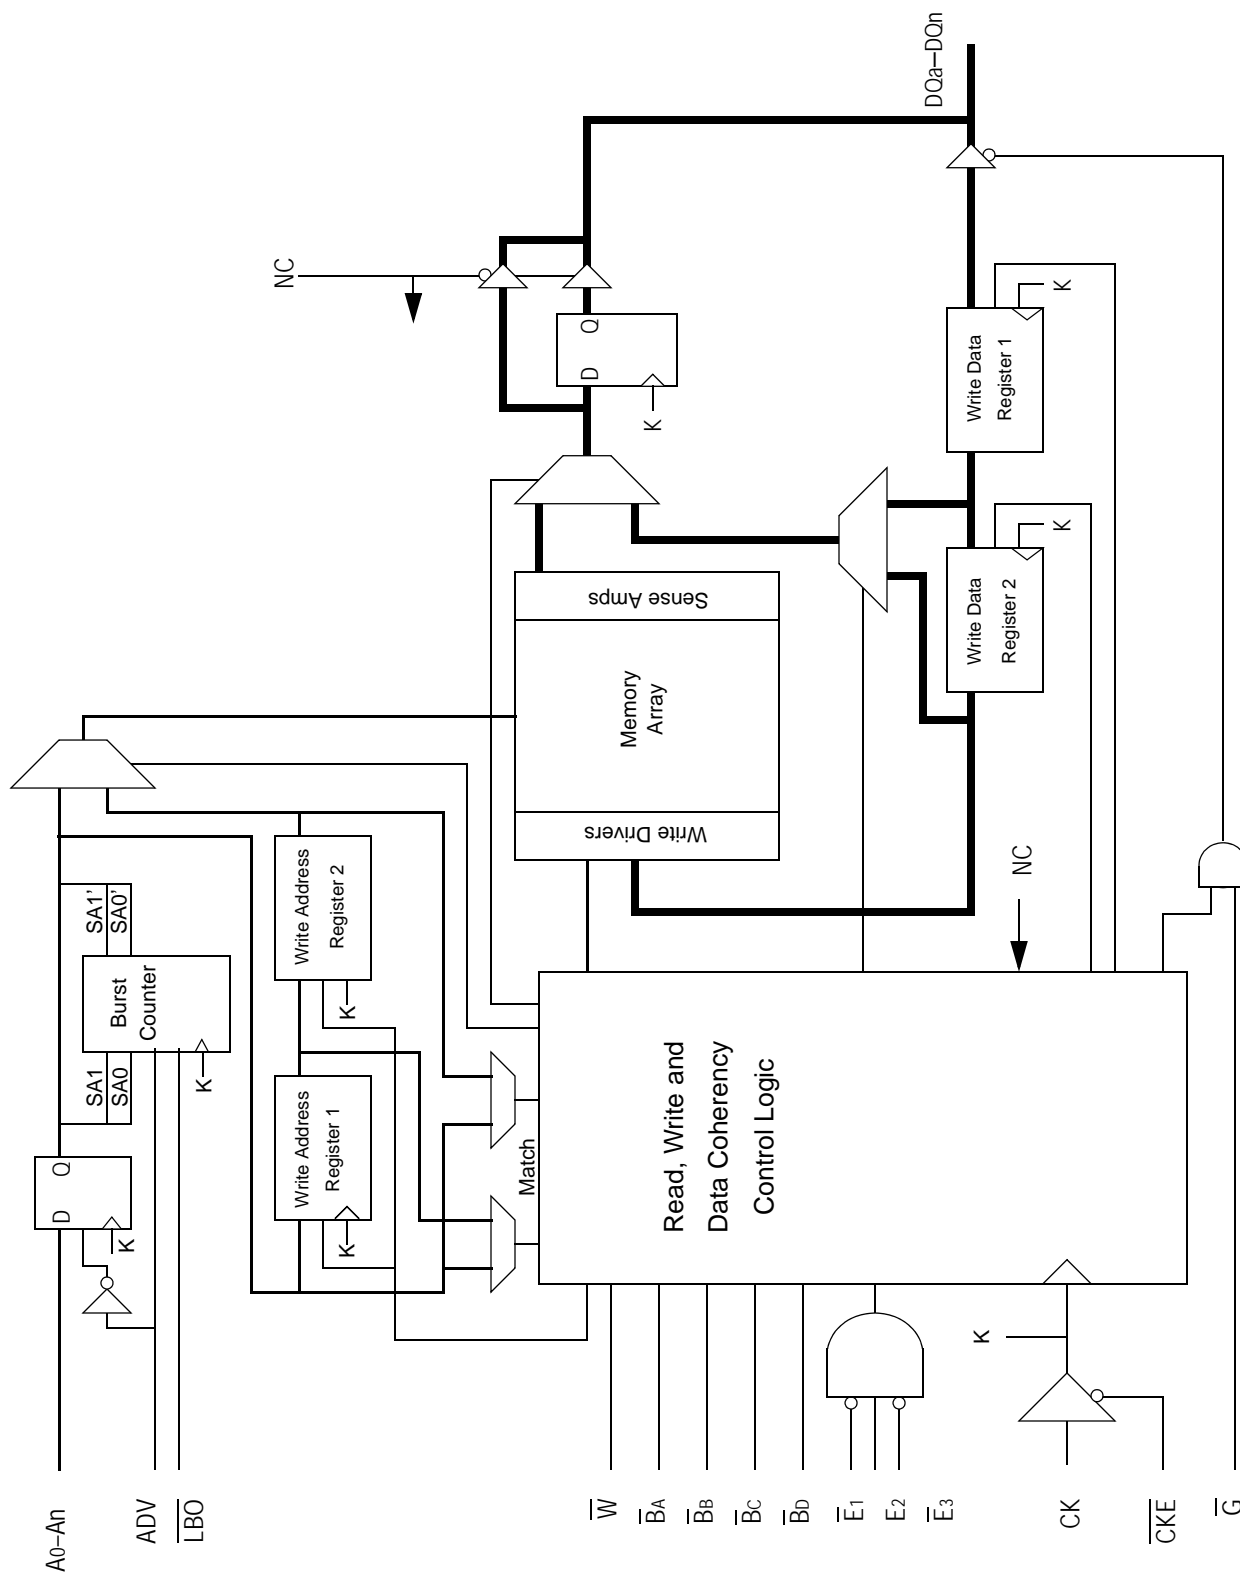 A0–An
ADV
LBO
W
BA
BB
BC
BD
E1
E2
E3
CK
CKE
G
D Q
K
SA1
SA0
Burst
Counter
SA1'
SA0'
K
Write Address
Register 1
K
Write Address
Register 2
K
Match
Read, Write and
Data Coherency
Control Logic
K
NC
Write Drivers
Memory
Array
Sense Amps
Write Data
Register 2
K
Write Data
Register 1
K
D Q
K
NC
DQa–DQn